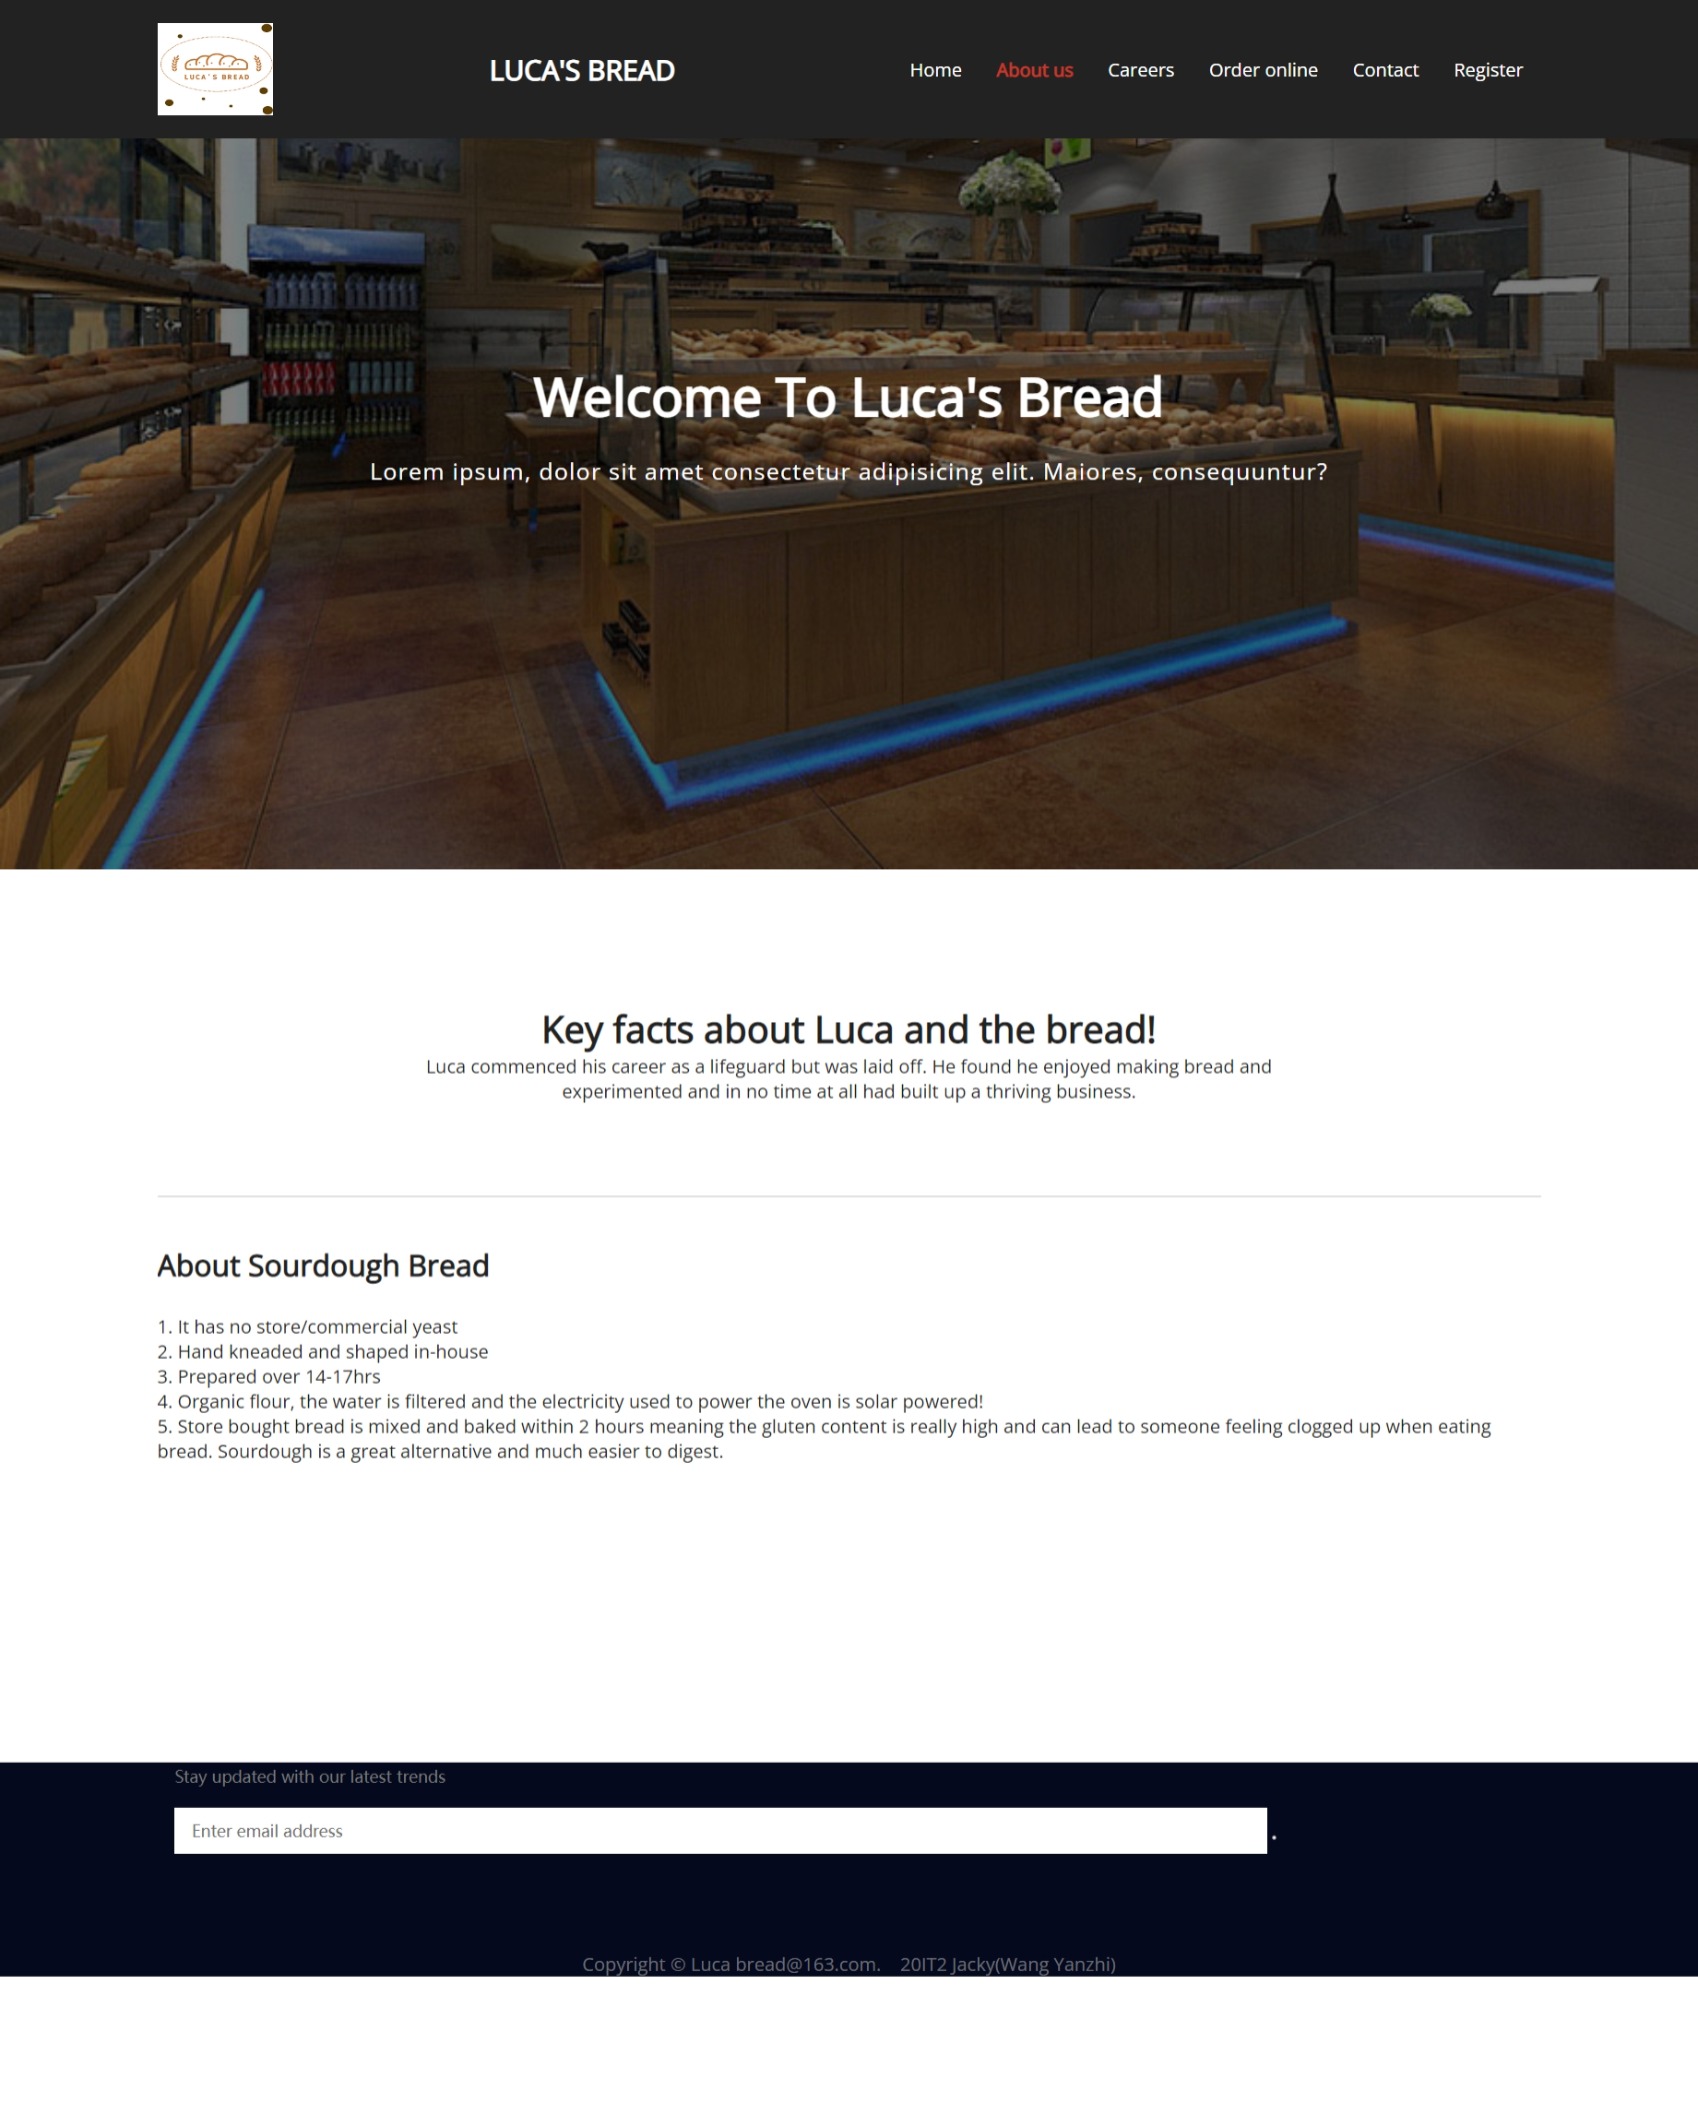 LUCA'S BREAD
LUCA'S BREAD
Home
About us
Careers
Order online
Contact
Register
Welcome To Luca's Bread
Lorem ipsum, dolor sit amet consectetur adipisicing elit. Maiores, consequuntur?
Key facts about Luca and the bread!
Luca commenced his career as a lifeguard but was laid off. He found he enjoyed making bread and
experimented and in no time at all had built up a thriving business.
About Sourdough Bread
1. It has no store/commercial yeast
2. Hand kneaded and shaped in-house
3. Prepared over 14-17hrs
4. Organic flour, the water is filtered and the electricity used to power the oven is solar powered!
5. Store bought bread is mixed and baked within 2 hours meaning the gluten content is really high and can lead to someone feeling clogged up when eating
bread. Sourdough is a great alternative and much easier to digest.
Stay updated with our latest trends
Enter email address
.
Copyright © Luca bread@163.com. 20IT2 Jacky(Wang Yanzhi)